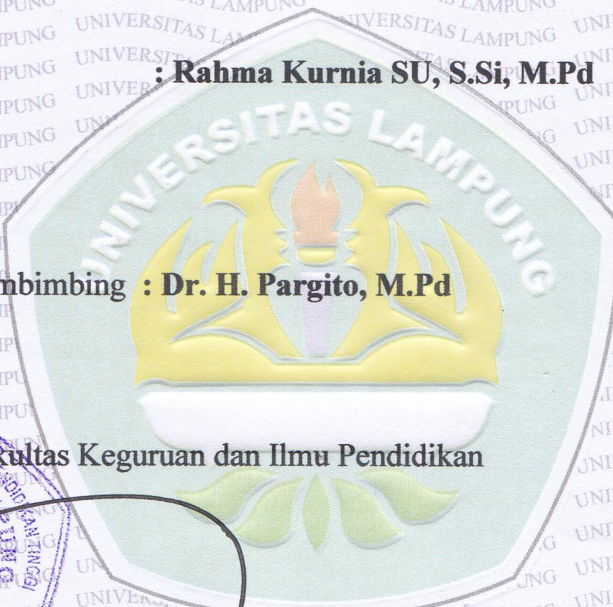 : Rahma Kurnia SU, S.Si, M.Pd
UNIVERSITAS LAMPUNG
mbimbing : Dr. H. Pargito, M.Pd
kultas Keguruan dan Ilmu Pendidikan